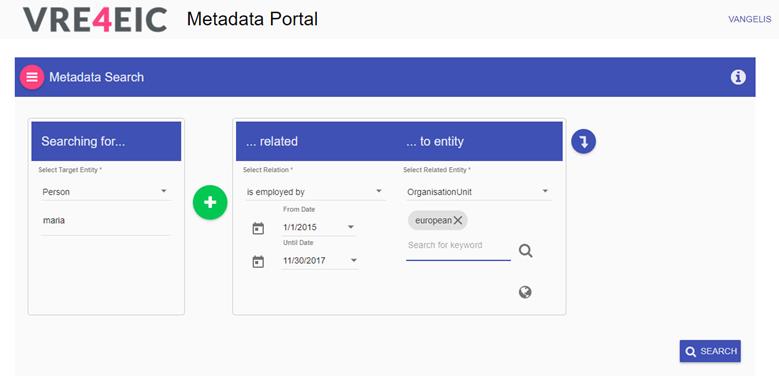 VRE4EIC Metadata Portal
VANGELIS
Metadata Search
Searching for...
... related
... to entity
Select Target Entity *
Select Relation *
Select Related Entity *
Person
is employed by
OrganisationUnit
maria
From Date
1/1/2015
european
Until Date
Search for keyword
11/30/2017
SEARCH